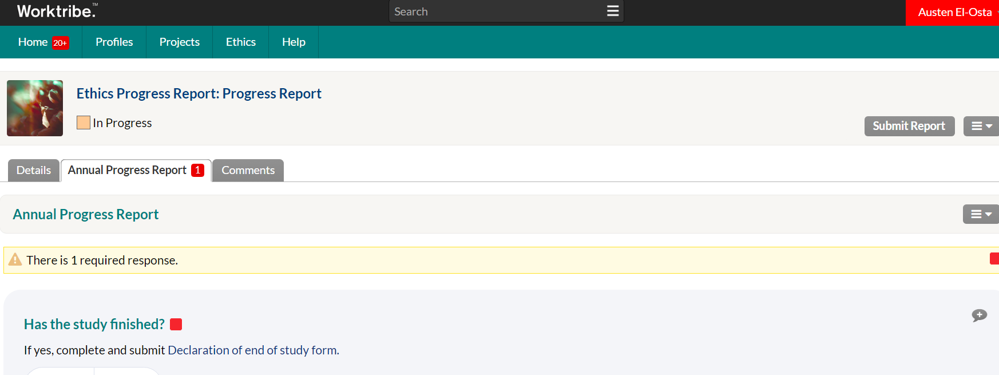 Worktribe.™
Search
Austen El-Osta
Home 20+ Profiles Projects Ethics Help
Ethics Progress Report: Progress Report
In Progress
Submit Report
Details Annual Progress Report 1 Comments
Annual Progress Report
There is 1 required response.
Has the study finished?
If yes, complete and submit Declaration of end of study form.